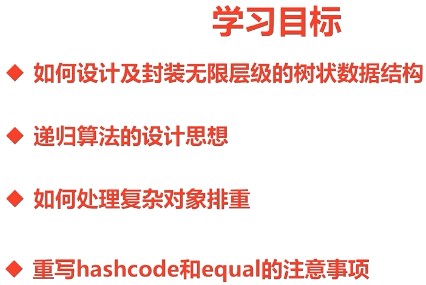 学习目标
◆ 如何设计及封装无限层级的树状数据结构
◆ 递归算法的设计思想
◆ 如何处理复杂对象排重
◆ 重写hashcode和equal的注意事项